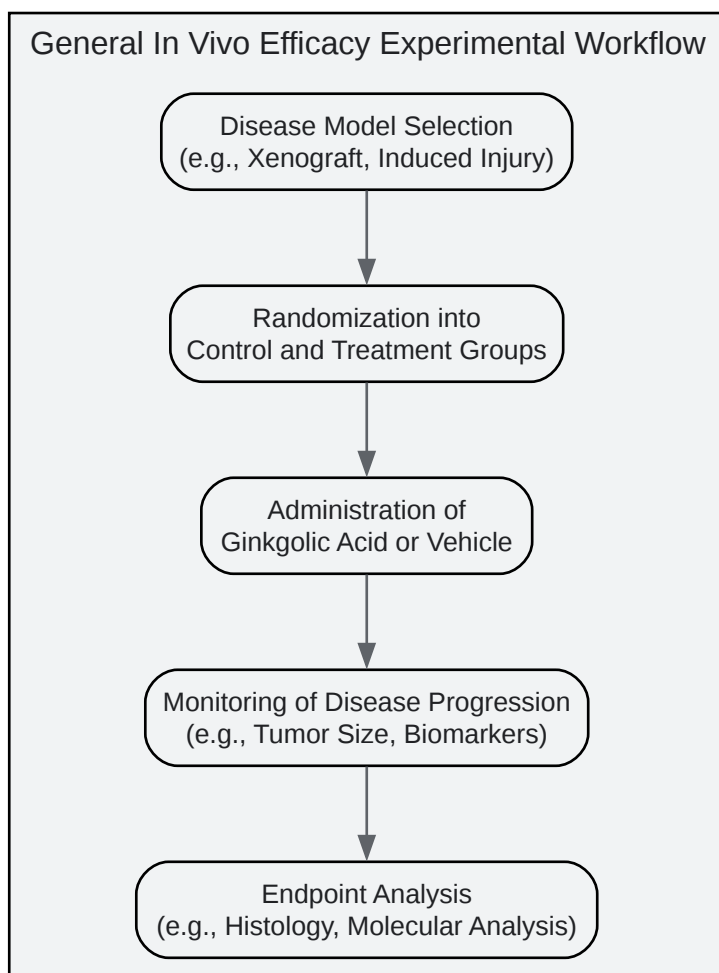 General In Vivo Efficacy Experimental Workflow
Disease Model Selection
(e.g., Xenograft, Induced Injury)
Randomization into
Control and Treatment Groups
Administration of
Ginkgolic Acid or Vehicle
Monitoring of Disease Progression
(e.g., Tumor Size, Biomarkers)
Endpoint Analysis
(e.g., Histology, Molecular Analysis)